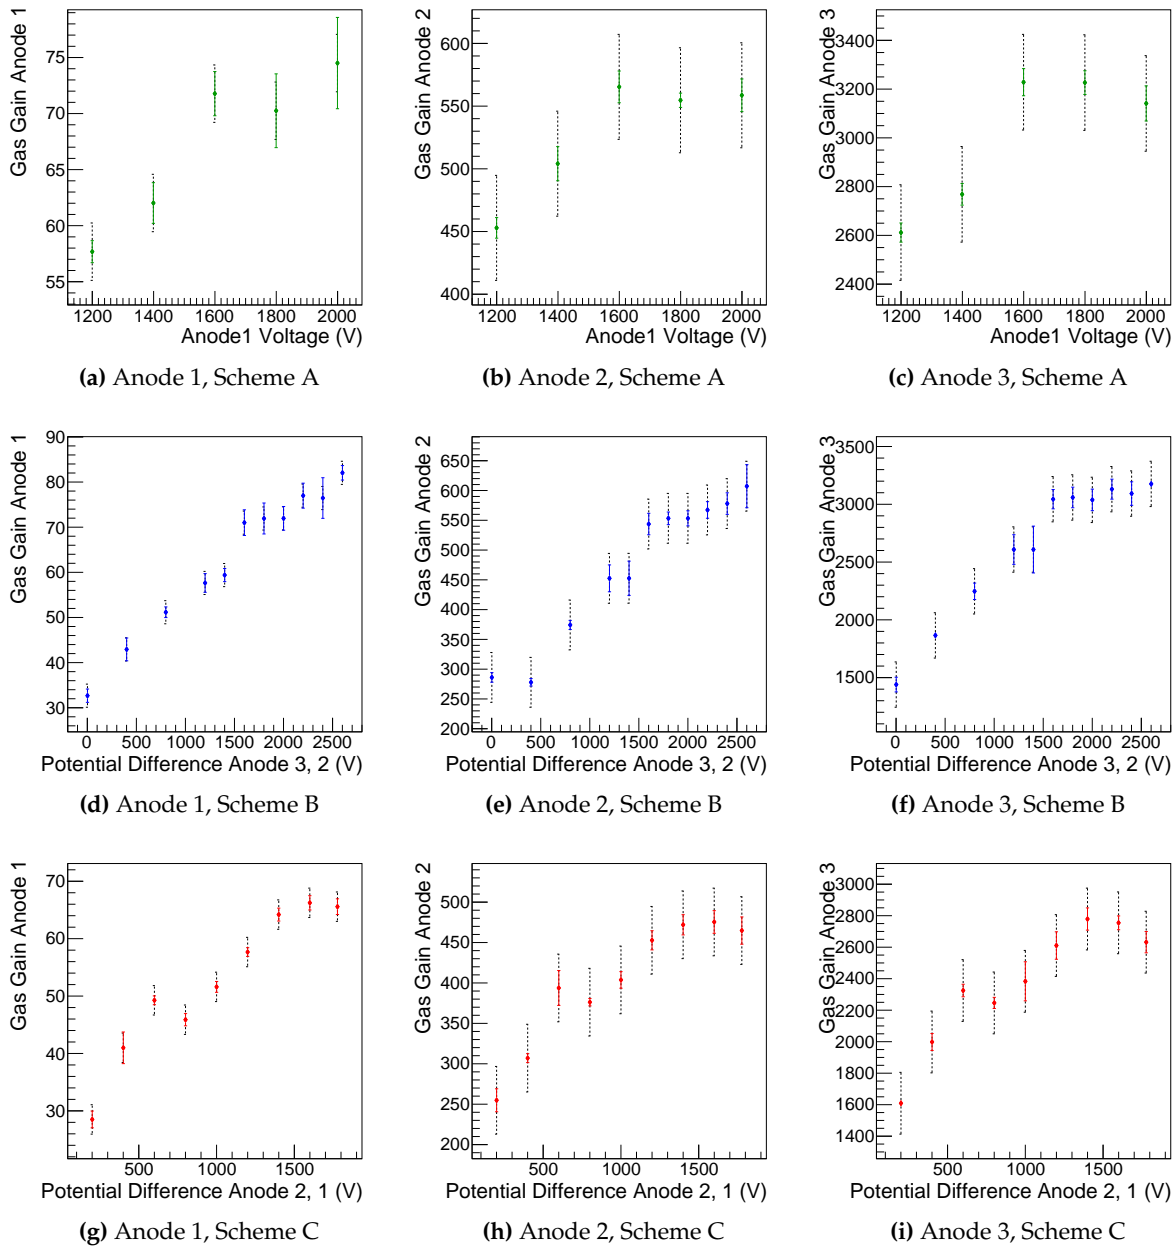 Gas Gain Anode 1
75
70
65
60
55
1200 1400 1600 1800 2000
Anode1 Voltage (V)
(a) Anode 1, Scheme A
Gas Gain Anode 2
600
550
500
450
400
1200 1400 1600 1800 2000
Anode1 Voltage (V)
(b) Anode 2, Scheme A
Gas Gain Anode 3
3400
3200
3000
2800
2600
2400
1200 1400 1600 1800 2000
Anode1 Voltage (V)
(c) Anode 3, Scheme A
Gas Gain Anode 1
90
80
70
60
50
40
30
0 500 1000 1500 2000 2500
Potential Difference Anode 3, 2 (V)
(d) Anode 1, Scheme B
Gas Gain Anode 2
650
600
550
500
450
400
350
300
250
200
0 500 1000 1500 2000 2500
Potential Difference Anode 3, 2 (V)
(e) Anode 2, Scheme B
Gas Gain Anode 3
3500
3000
2500
2000
1500
0 500 1000 1500 2000 2500
Potential Difference Anode 3, 2 (V)
(f) Anode 3, Scheme B
Gas Gain Anode 1
70
60
50
40
30
500 1000 1500
Potential Difference Anode 2, 1 (V)
(g) Anode 1, Scheme C
Gas Gain Anode 2
500
450
400
350
300
250
200
500 1000 1500
Potential Difference Anode 2, 1 (V)
(h) Anode 2, Scheme C
Gas Gain Anode 3
3000
2800
2600
2400
2200
2000
1800
1600
1400
500 1000 1500
Potential Difference Anode 2, 1 (V)
(i) Anode 3, Scheme C